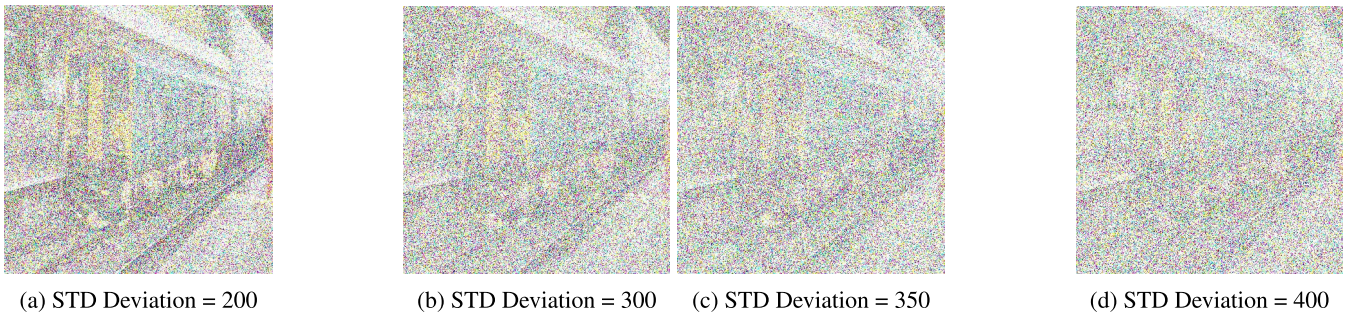 (a) STD Deviation = 200
(b) STD Deviation = 300
(c) STD Deviation = 350
(d) STD Deviation = 400